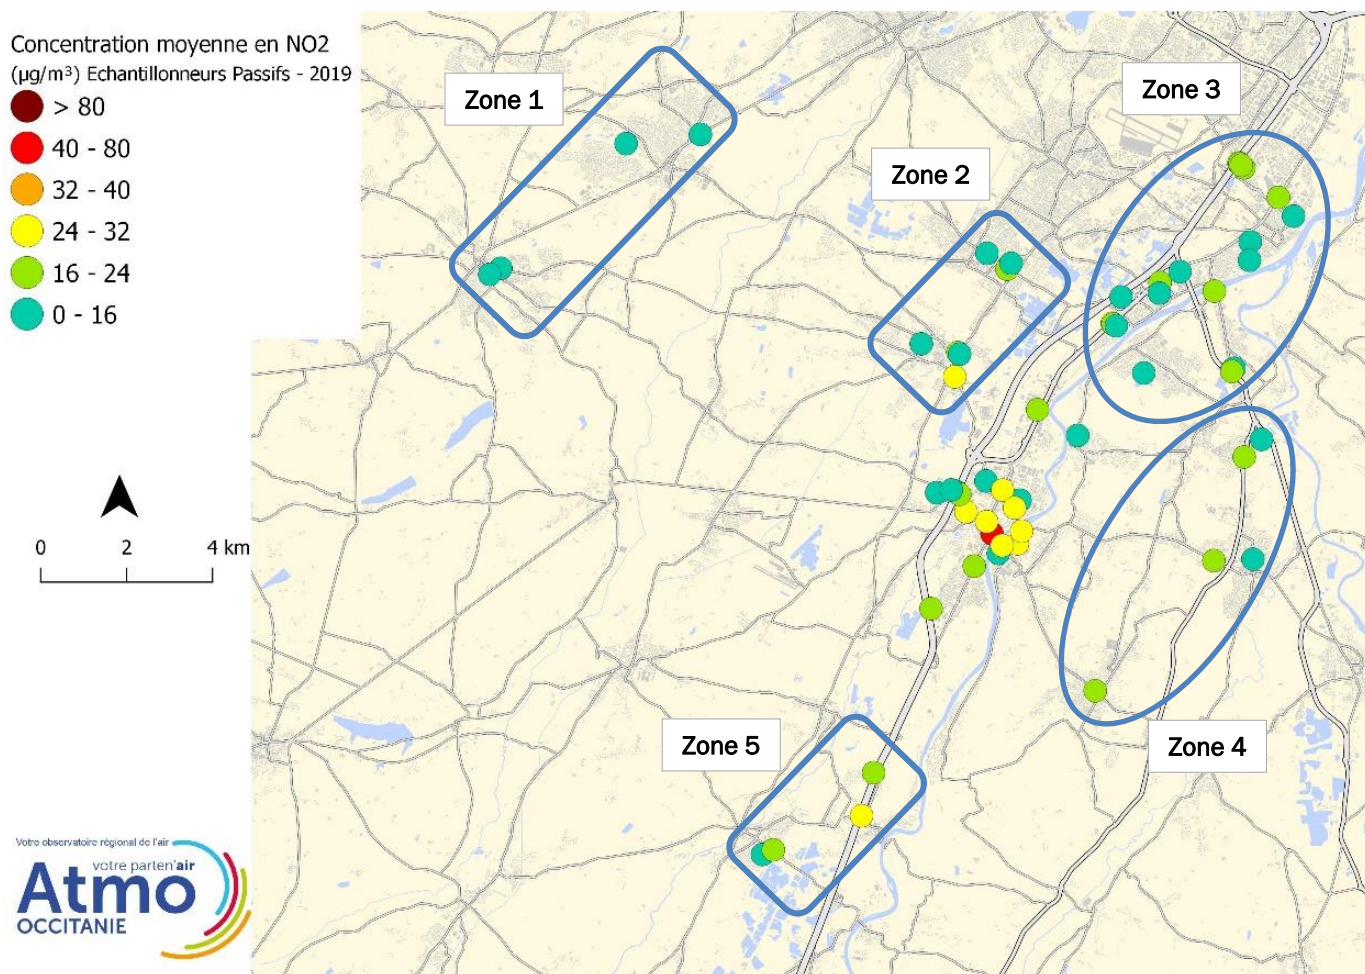 Concentration moyenne en NO2
(µg/m³) Echantillonneurs Passifs - 2019
> 80
40 - 80
32 - 40
24 - 32
16 - 24
0 - 16
Zone 1
Zone 2
Zone 3
Zone 4
Zone 5
0 2 4 km
Votre observatoire régional de l'air
votre parten'air
Atmo
OCCITANIE